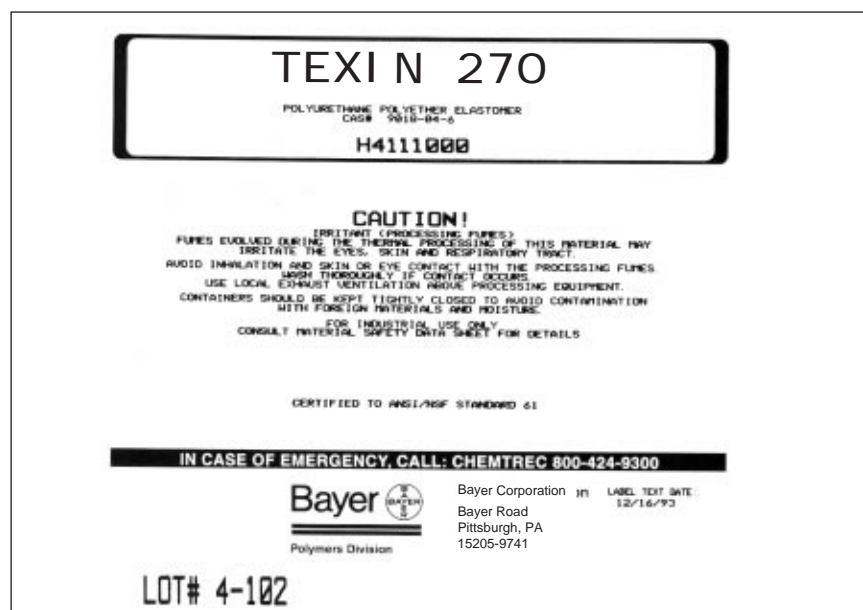 TEXIN 270
POLYURETHANE POLYETHER ELASTOMER
CAS# 9018-04-6
H4111000
CAUTION!
IRRITANT (PROCESSING FUMES)
FUMES EVOLVED DURING THE THERMAL PROCESSING OF THIS MATERIAL MAY
IRRITATE THE EYES, SKIN AND RESPIRATORY TRACT.
AVOID INHALATION AND SKIN OR EYE CONTACT WITH THE PROCESSING FUMES.
WASH THOROUGHLY IF CONTACT OCCURS.
USE LOCAL EXHAUST VENTILATION ABOVE PROCESSING EQUIPMENT.
CONTAINERS SHOULD BE KEPT TIGHTLY CLOSED TO AVOID CONTAMINATION
WITH FOREIGN MATERIALS AND MOISTURE.
FOR INDUSTRIAL USE ONLY
CONSULT MATERIAL SAFETY DATA SHEET FOR DETAILS
CERTIFIED TO ANSI/NSF STANDARD 61
IN CASE OF EMERGENCY, CALL: CHEMTREC 800-424-9300
Bayer
BAYER
Polymers Division
Bayer Corporation
Bayer Road
Pittsburgh, PA
15205-9741
LABEL TEXT DATE
12/16/93
LOT# 4-102